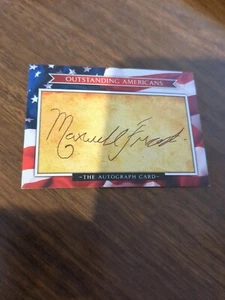 OUTSTANDING AMERICANS
Maxwell
-THE AUTOGRAPH CARD-